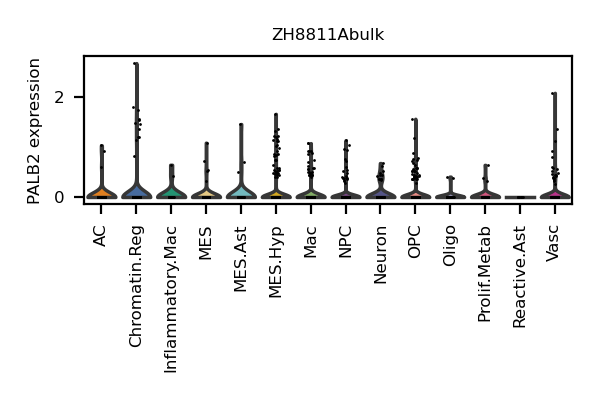 ZH8811Abulk
PALB2 expression
2
0
AC
Chromatin.Reg
Inflammatory.Mac
MES
MES.Ast
MES.Hyp
Mac
NPC
Neuron
OPC
Oligo
Prolif.Metab
Reactive.Ast
Vasc